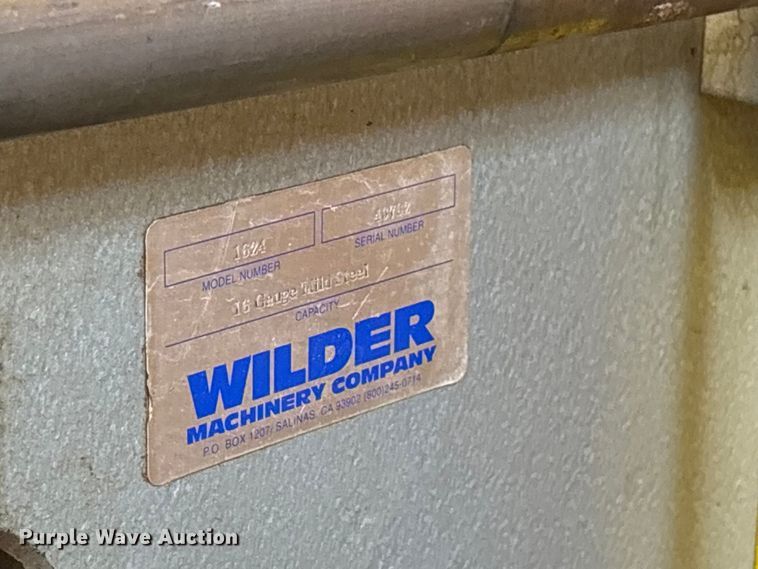 1624
MODEL NUMBER
SERIAL NUMBER
16 Gauge Mild Steel
CAPACITY
WILDER
MACHINERY COMPANY
P.O. BOX 1207/ SALINAS, CA 93902 (800)245-0714
Purple Wave Auction